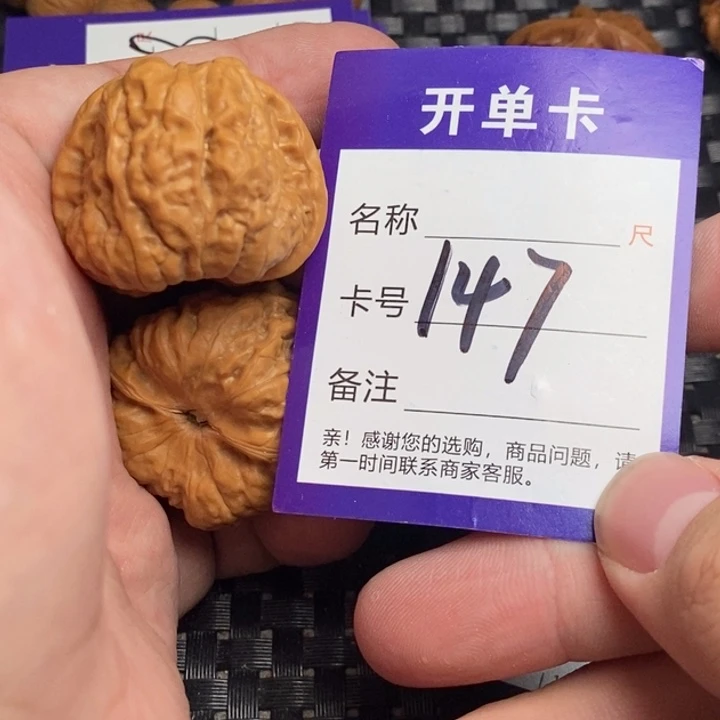 开单卡
名称 尺
卡号 147
备注
亲！感谢您的选购，商品问题，请
第一时间联系商家客服。